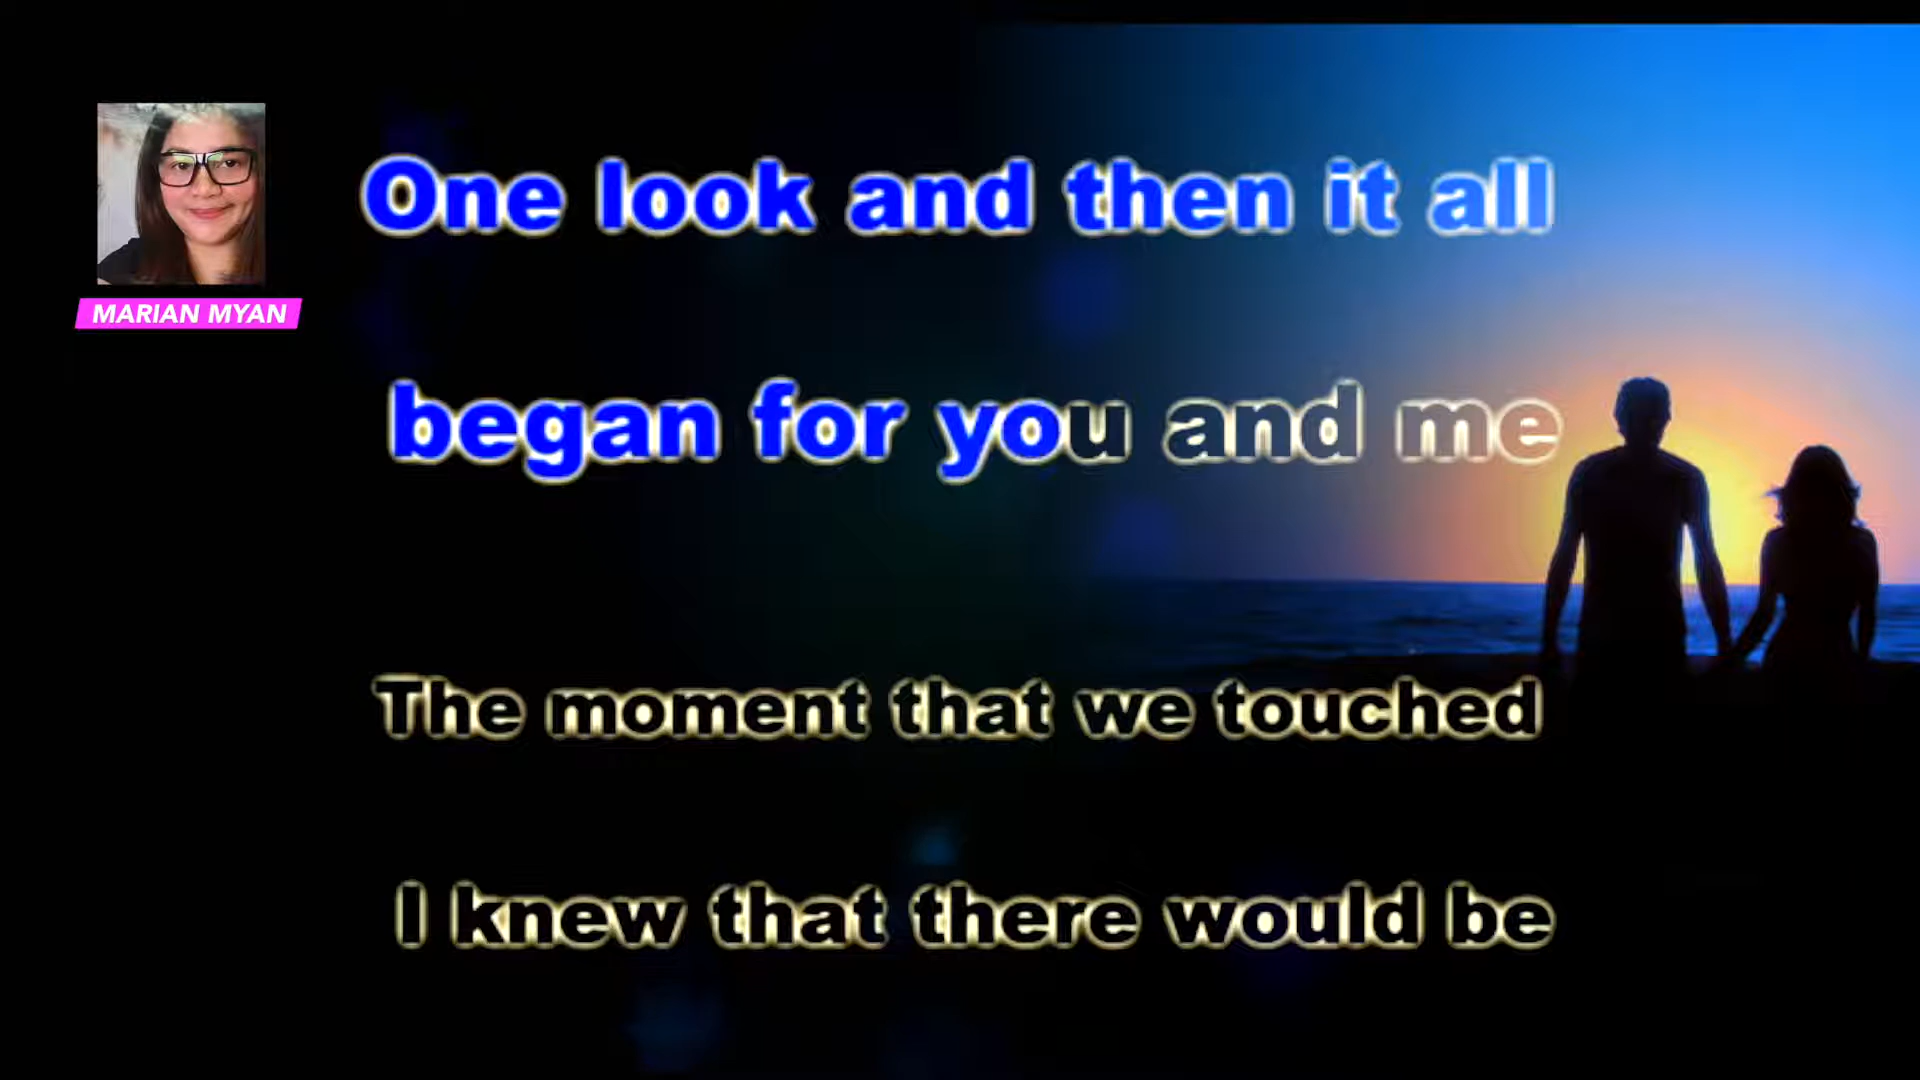 MARIAN MYAN
One look and then it all
began for you and me
The moment that we touched
I knew that there would be